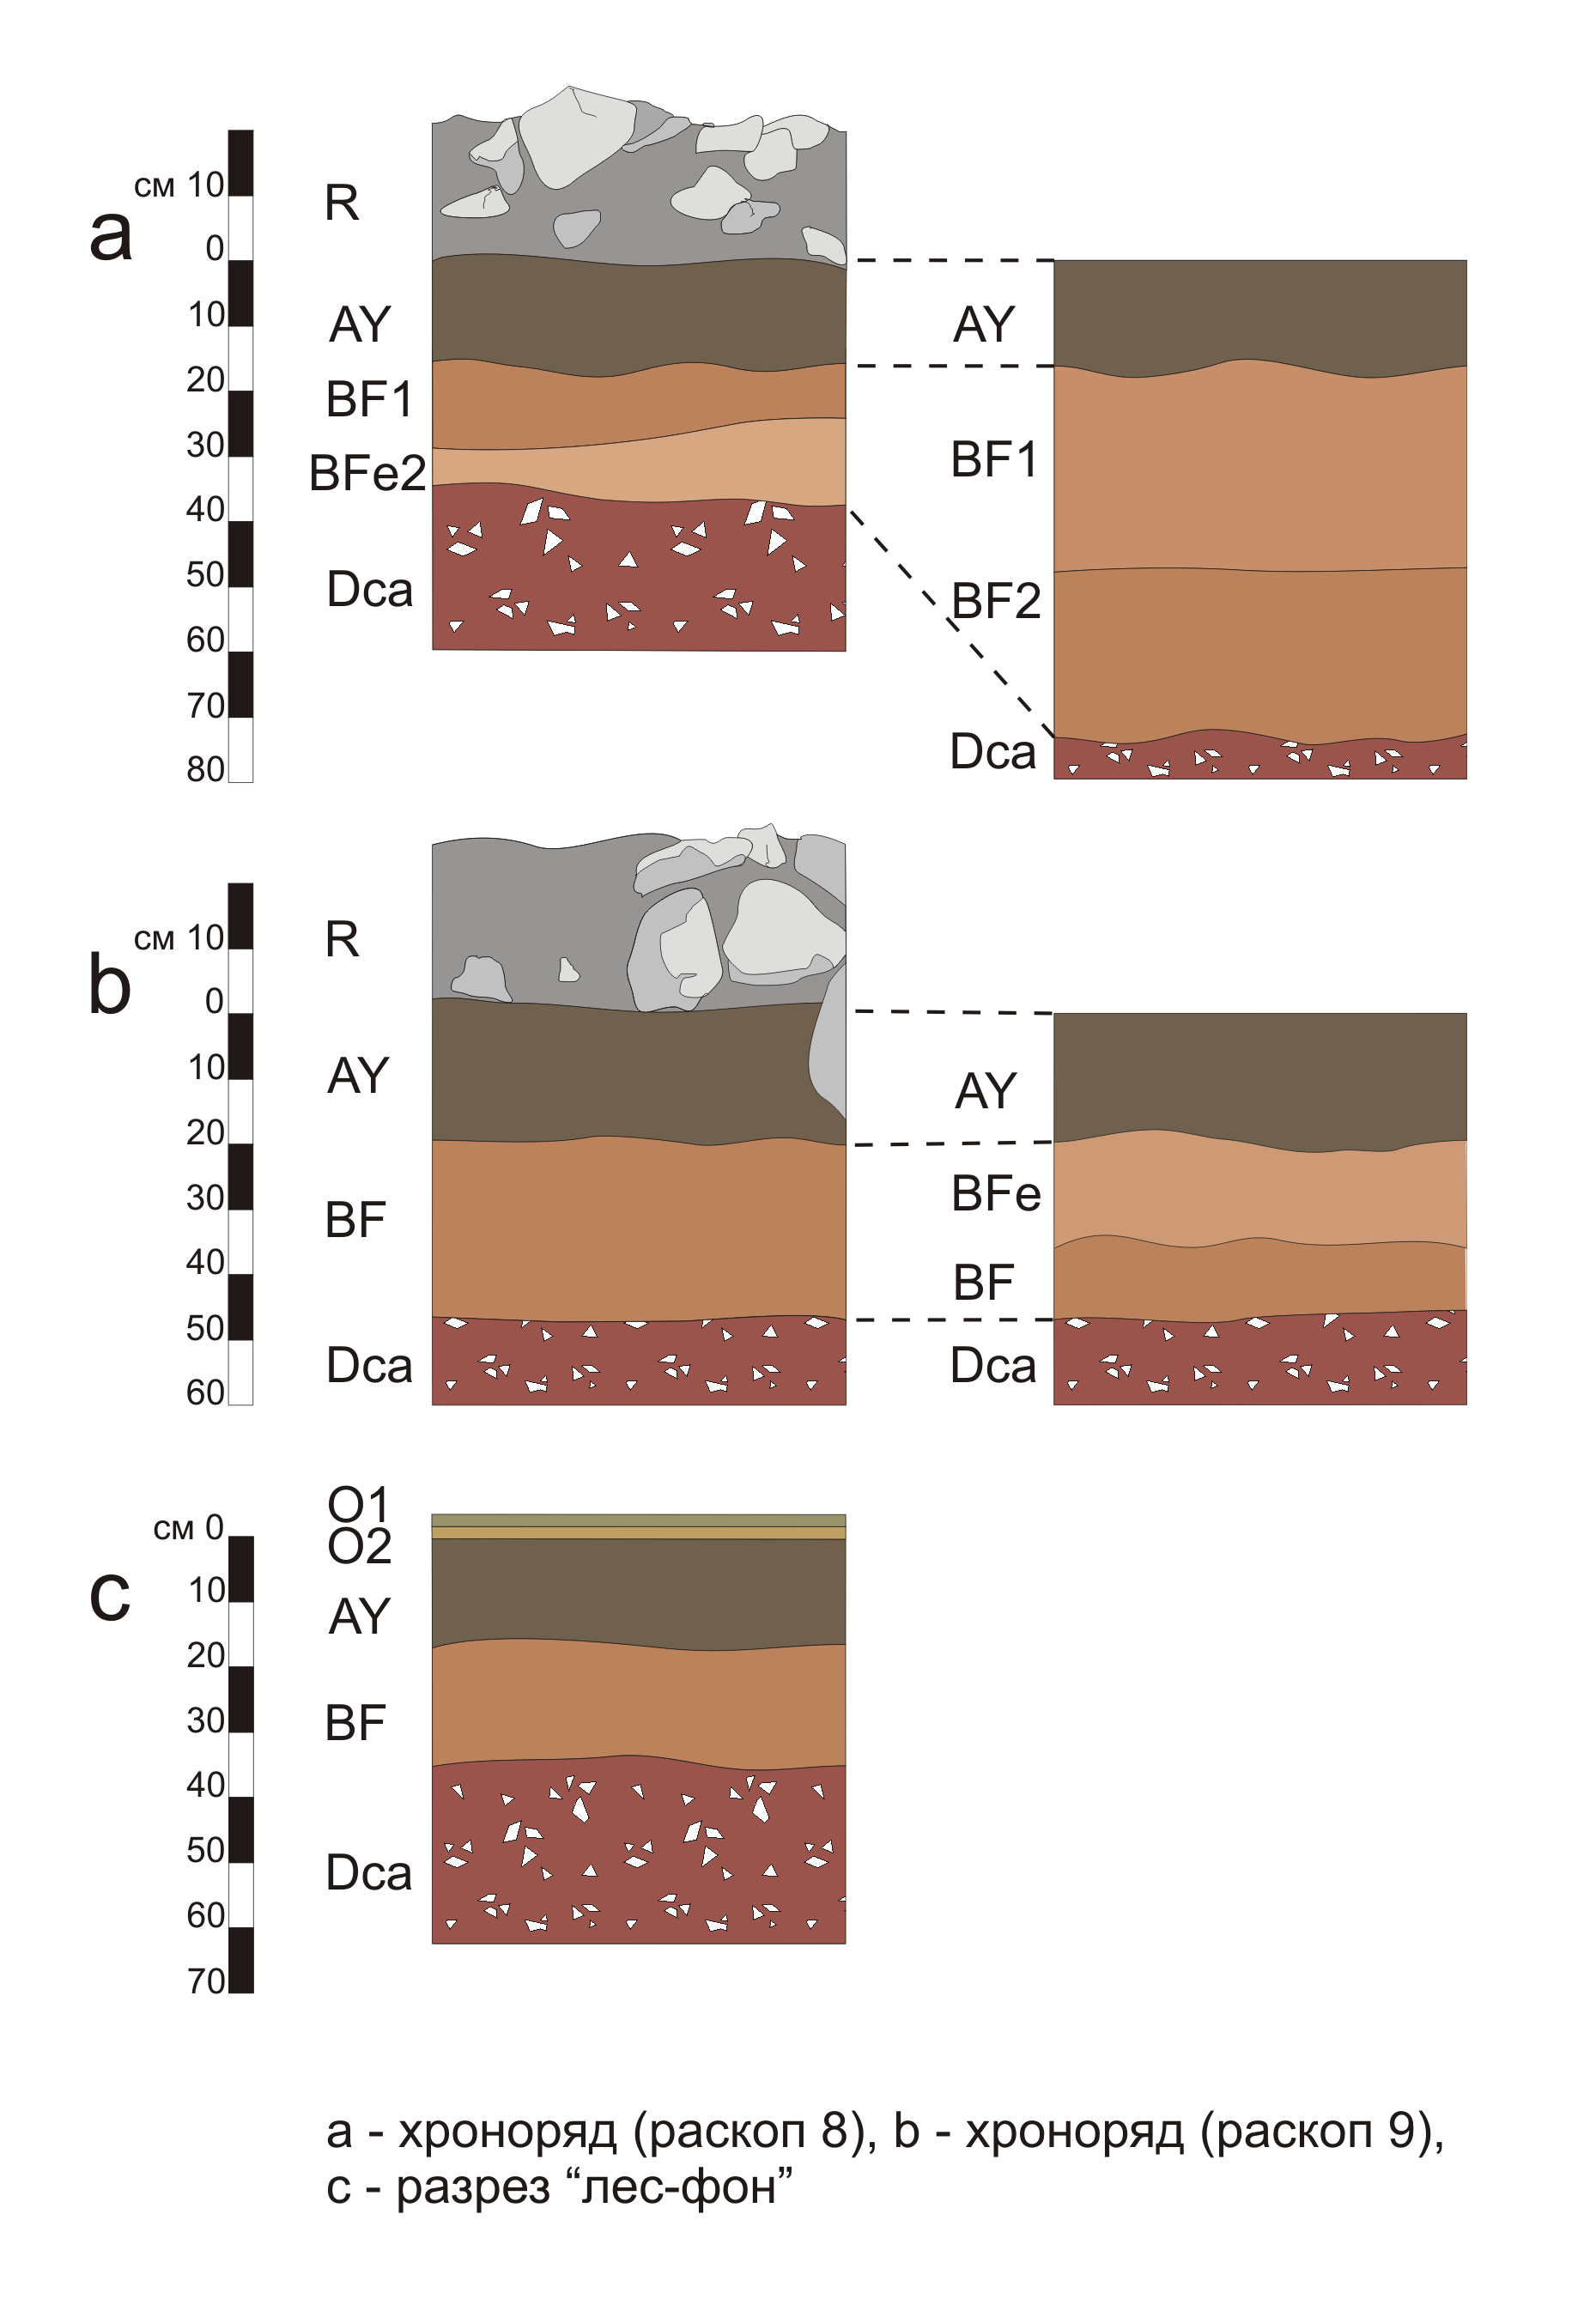 a
см 10
0
10
20
30
40
50
60
70
80
R
AY
BF1
BFe2
Dca
AY
BF1
BF2
Dca
b
см 10
0
10
20
30
40
50
60
R
AY
BF
Dca
AY
BFe
BF
Dca
c
см 0
10
20
30
40
50
60
70
O1
O2
AY
BF
Dca
a - хроноряд (раскоп 8), b - хроноряд (раскоп 9),
c - разрез “лес-фон”